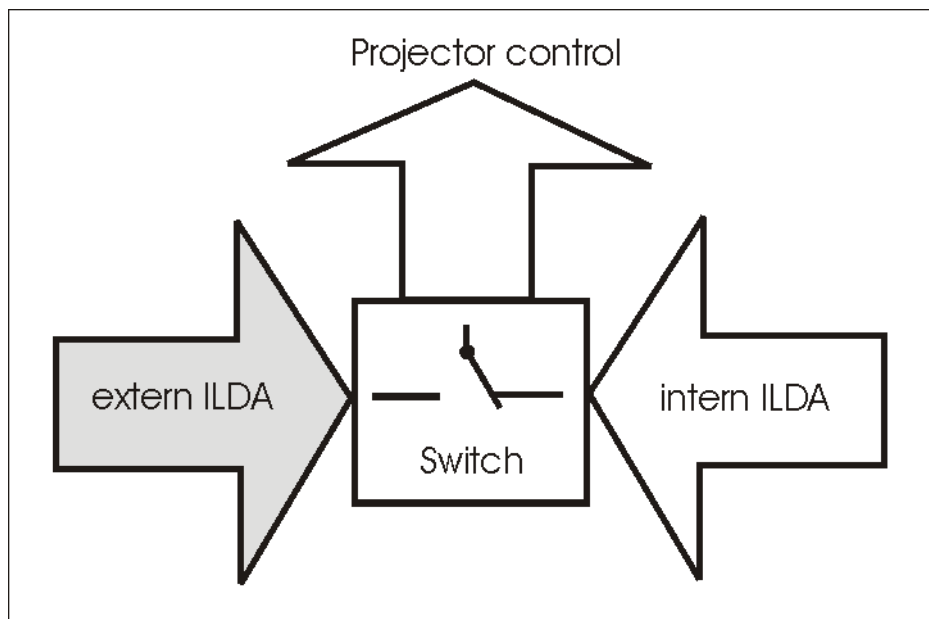 Projector control
extern ILDA
intern ILDA
Switch